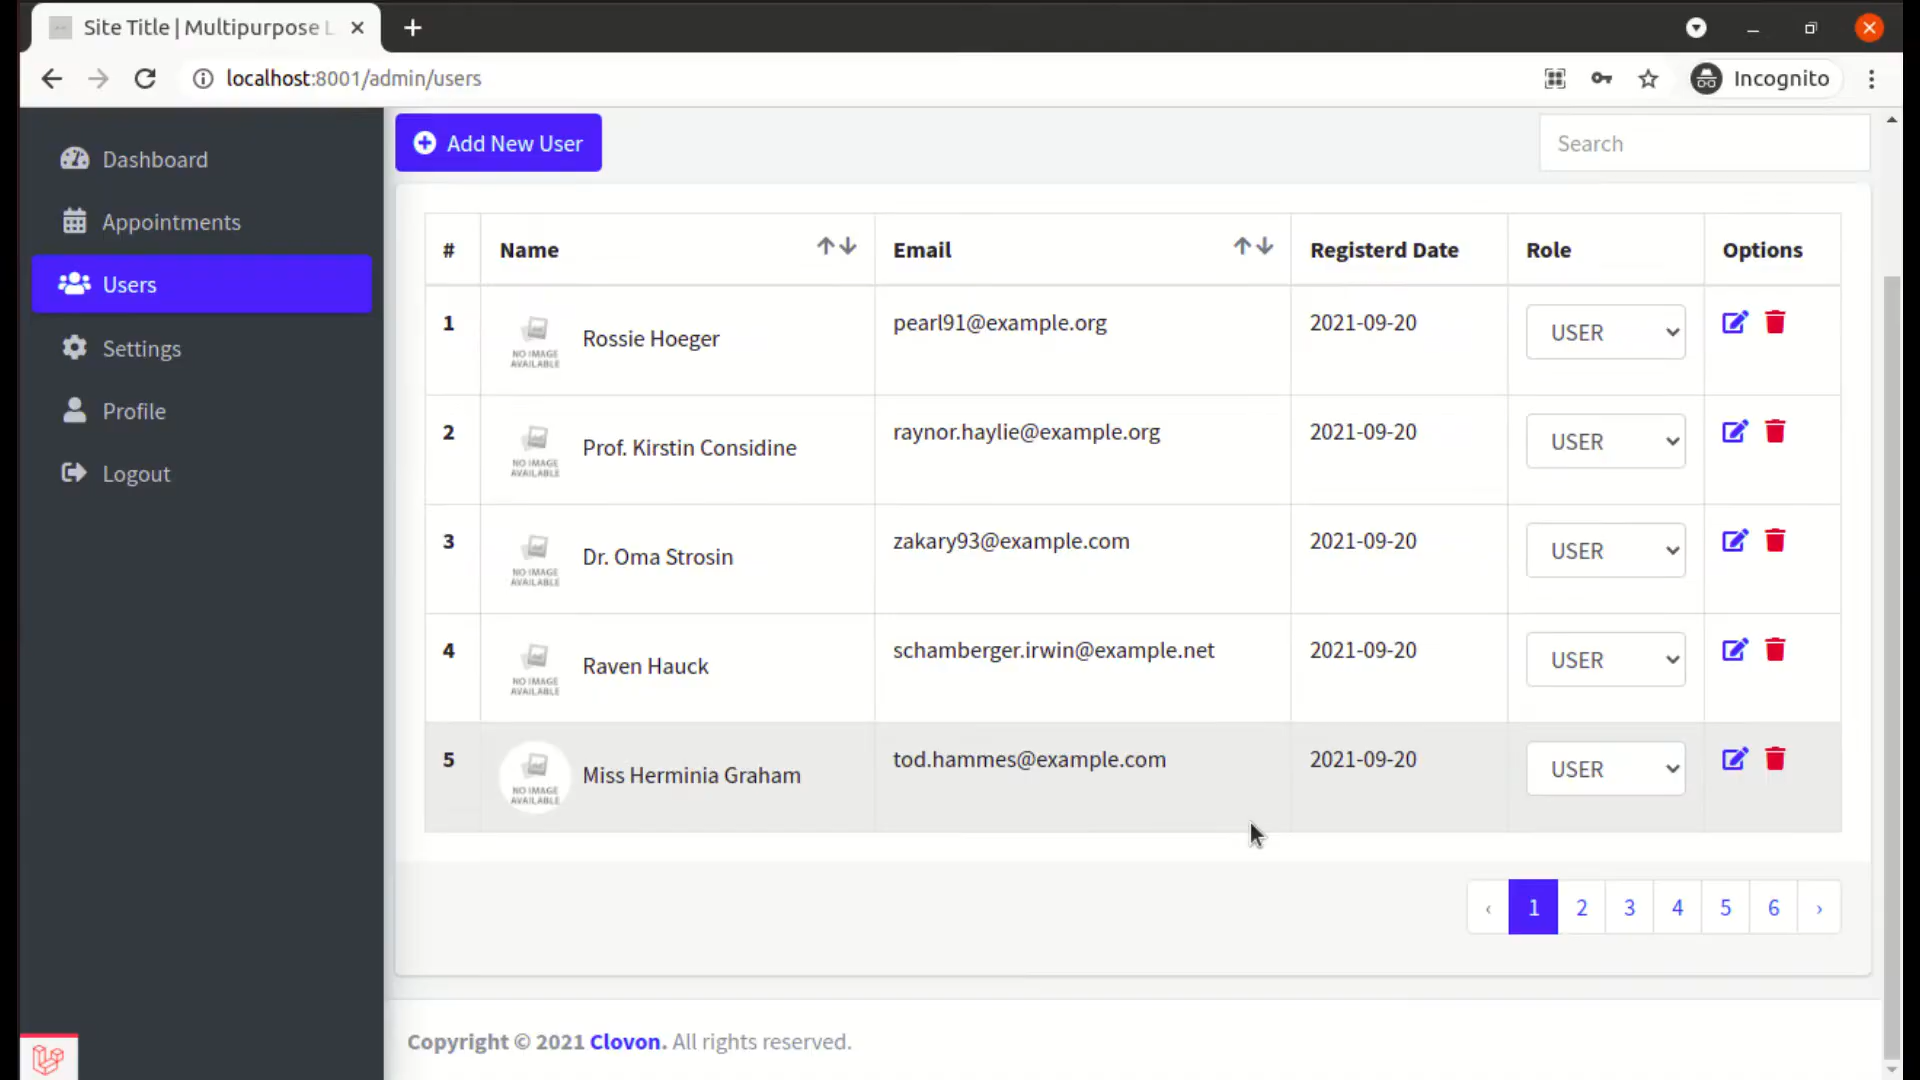 Site Title | Multipurpose L
localhost:8001/admin/users
Incognito
Dashboard
Appointments
Users
Settings
Profile
Logout
Add New User
Search
# Name Email Registerd Date Role Options
1 NO IMAGE AVAILABLE Rossie Hoeger pearl91@example.org 2021-09-20 USER
2 NO IMAGE AVAILABLE Prof. Kirstin Considine raynor.haylie@example.org 2021-09-20 USER
3 NO IMAGE AVAILABLE Dr. Oma Strosin zakary93@example.com 2021-09-20 USER
4 NO IMAGE AVAILABLE Raven Hauck schamberger.irwin@example.net 2021-09-20 USER
5 NO IMAGE AVAILABLE Miss Herminia Graham tod.hammes@example.com 2021-09-20 USER
‹ 1 2 3 4 5 6 ›
Copyright © 2021 Clovon. All rights reserved.